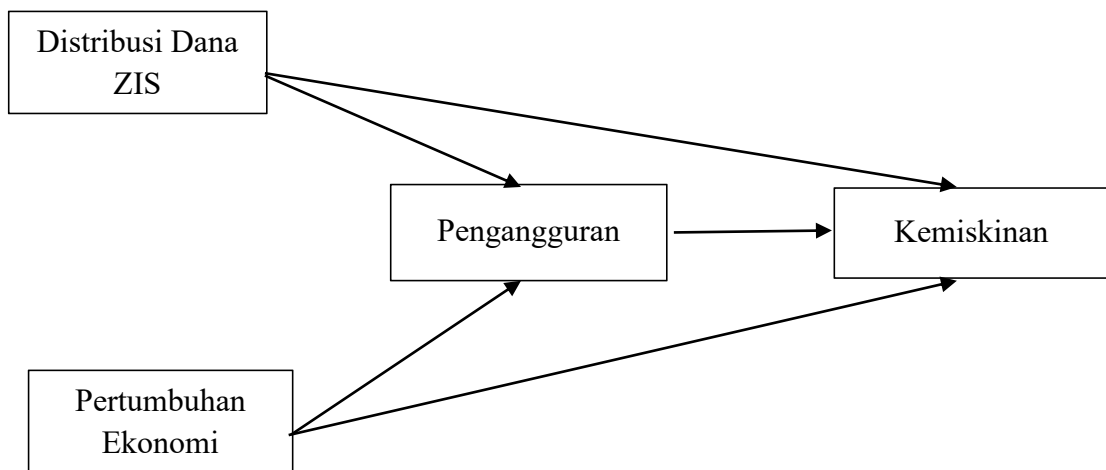 Distribusi Dana
ZIS
Pengangguran
Kemiskinan
Pertumbuhan
Ekonomi